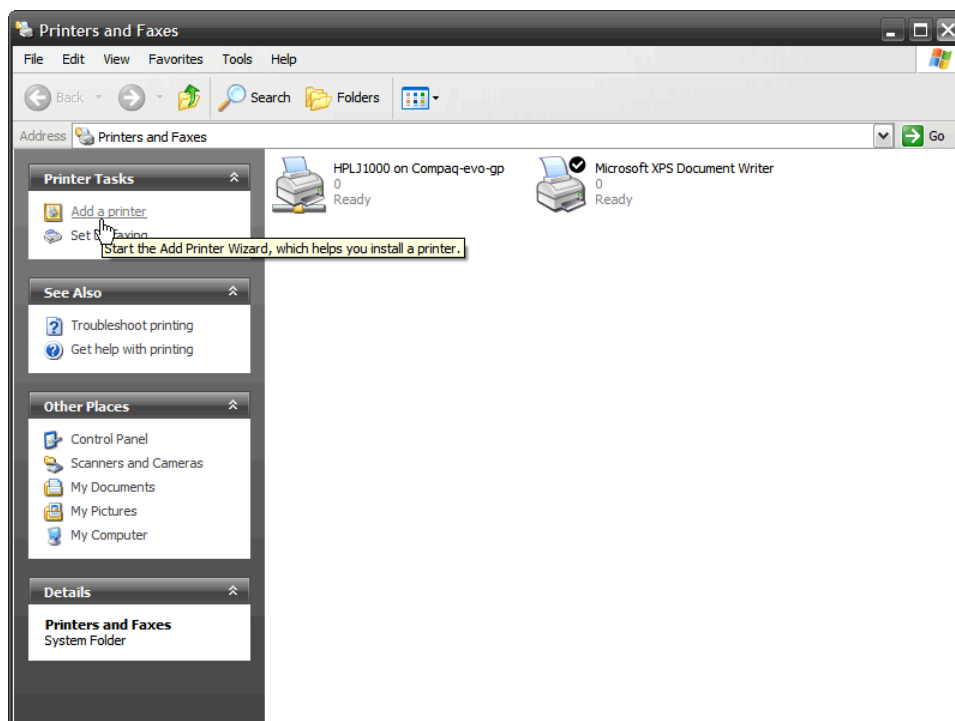 Printers and Faxes
File Edit View Favorites Tools Help
Back Search Folders
Address Printers and Faxes Go
Printer Tasks
Add a printer
Set faxing
Start the Add Printer Wizard, which helps you install a printer.
See Also
Troubleshoot printing
Get help with printing
Other Places
Control Panel
Scanners and Cameras
My Documents
My Pictures
My Computer
Details
Printers and Faxes
System Folder
HPLJ1000 on Compaq-evo-gp
0
Ready
Microsoft XPS Document Writer
0
Ready